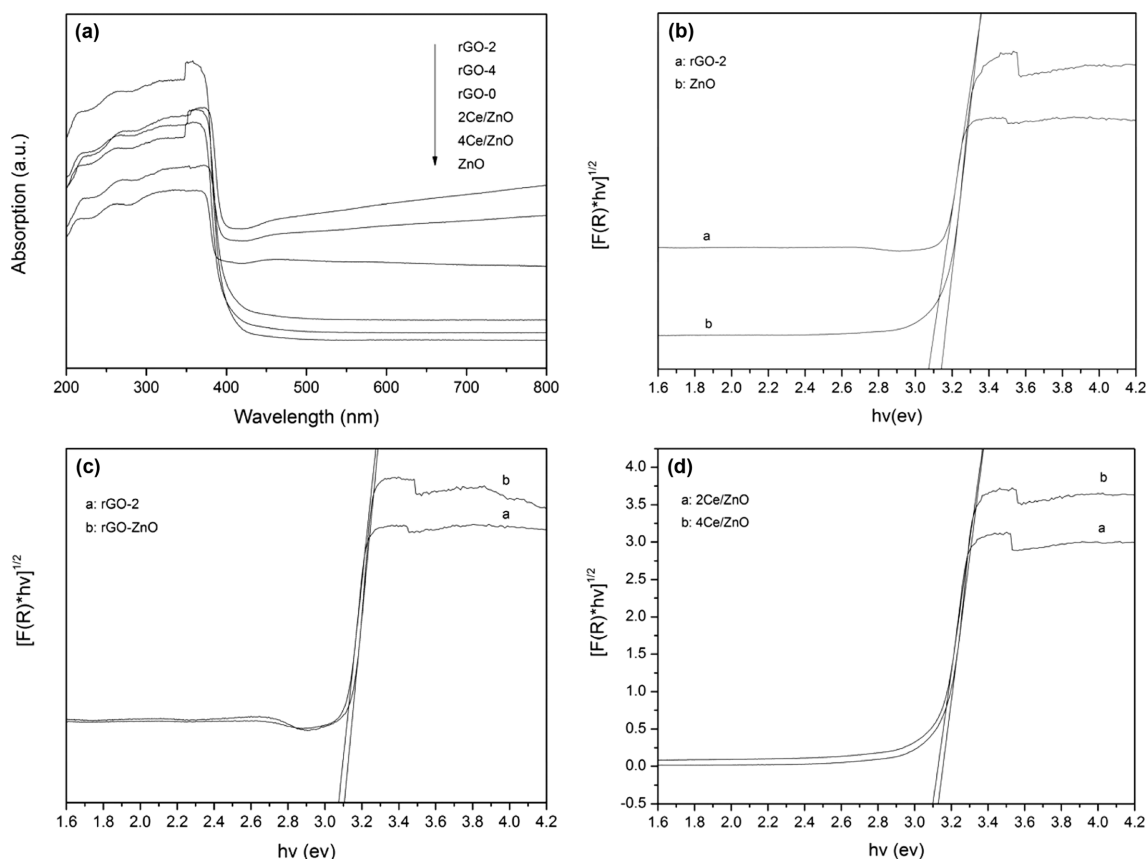 (a)
rGO-2
rGO-4
rGO-0
2Ce/ZnO
4Ce/ZnO
ZnO
Absorption (a.u.)
200 300 400 500 600 700 800
Wavelength (nm)
(b)
a: rGO-2
b: ZnO
[F(R)*hv]1/2
a
b
1.6 1.8 2.0 2.2 2.4 2.6 2.8 3.0 3.2 3.4 3.6 3.8 4.0 4.2
hv(ev)
(c)
a: rGO-2
b: rGO-ZnO
b
a
[F(R)*hv]1/2
1.6 1.8 2.0 2.2 2.4 2.6 2.8 3.0 3.2 3.4 3.6 3.8 4.0 4.2
hv (ev)
(d)
a: 2Ce/ZnO
b: 4Ce/ZnO
b
a
[F(R)*hv]1/2
4.0
3.5
3.0
2.5
2.0
1.5
1.0
0.5
0.0
-0.5
1.6 1.8 2.0 2.2 2.4 2.6 2.8 3.0 3.2 3.4 3.6 3.8 4.0 4.2
hv (ev)